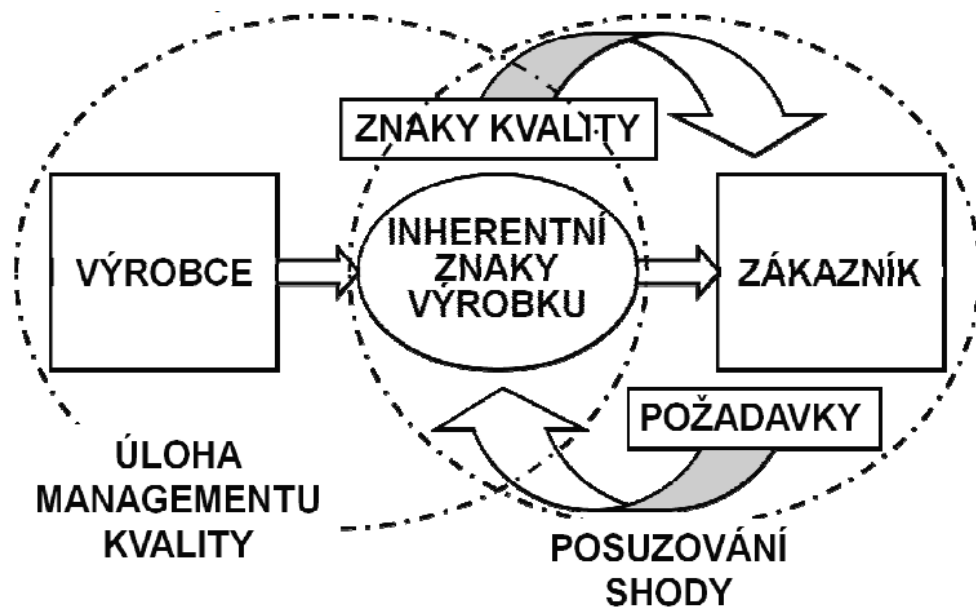 ZNAKY KVALITY
VÝROBCE
INHERENTNÍ
ZNAKY
VÝROBKU
ZÁKAZNÍK
POŽADAVKY
ÚLOHA
MANAGEMENTU
KVALITY
POSUZOVÁNÍ
SHODY